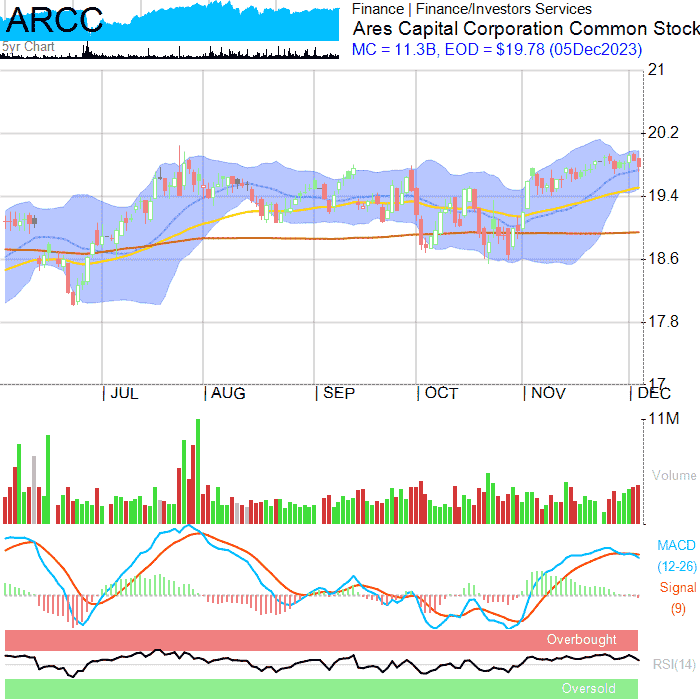 ARCC
5yr Chart
Finance | Finance/Investors Services
Ares Capital Corporation Common Stock
MC = 11.3B, EOD = $19.78 (05Dec2023)
21
20.2
19.4
18.6
17.8
17
| JUL | AUG | SEP | OCT | NOV | DEC
11M
Volume
MACD
(12-26)
Signal
(9)
Overbought
RSI(14)
Oversold